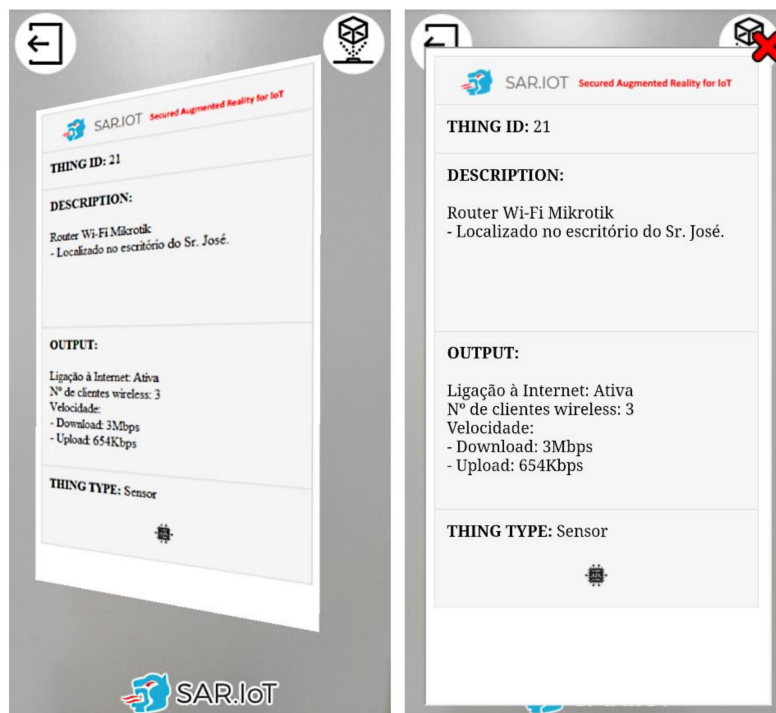 SAR.IOT Secured Augmented Reality for IoT
THING ID: 21
DESCRIPTION:
Router Wi-Fi Mikrotik
- Localizado no escritório do Sr. José.
OUTPUT:
Ligação à Internet: Ativa
Nº de clientes wireless: 3
Velocidade:
- Download: 3Mbps
- Upload: 654Kbps
THING TYPE: Sensor
SAR.IoT
SAR.IOT Secured Augmented Reality for IoT
THING ID: 21
DESCRIPTION:
Router Wi-Fi Mikrotik
- Localizado no escritório do Sr. José.
OUTPUT:
Ligação à Internet: Ativa
Nº de clientes wireless: 3
Velocidade:
- Download: 3Mbps
- Upload: 654Kbps
THING TYPE: Sensor